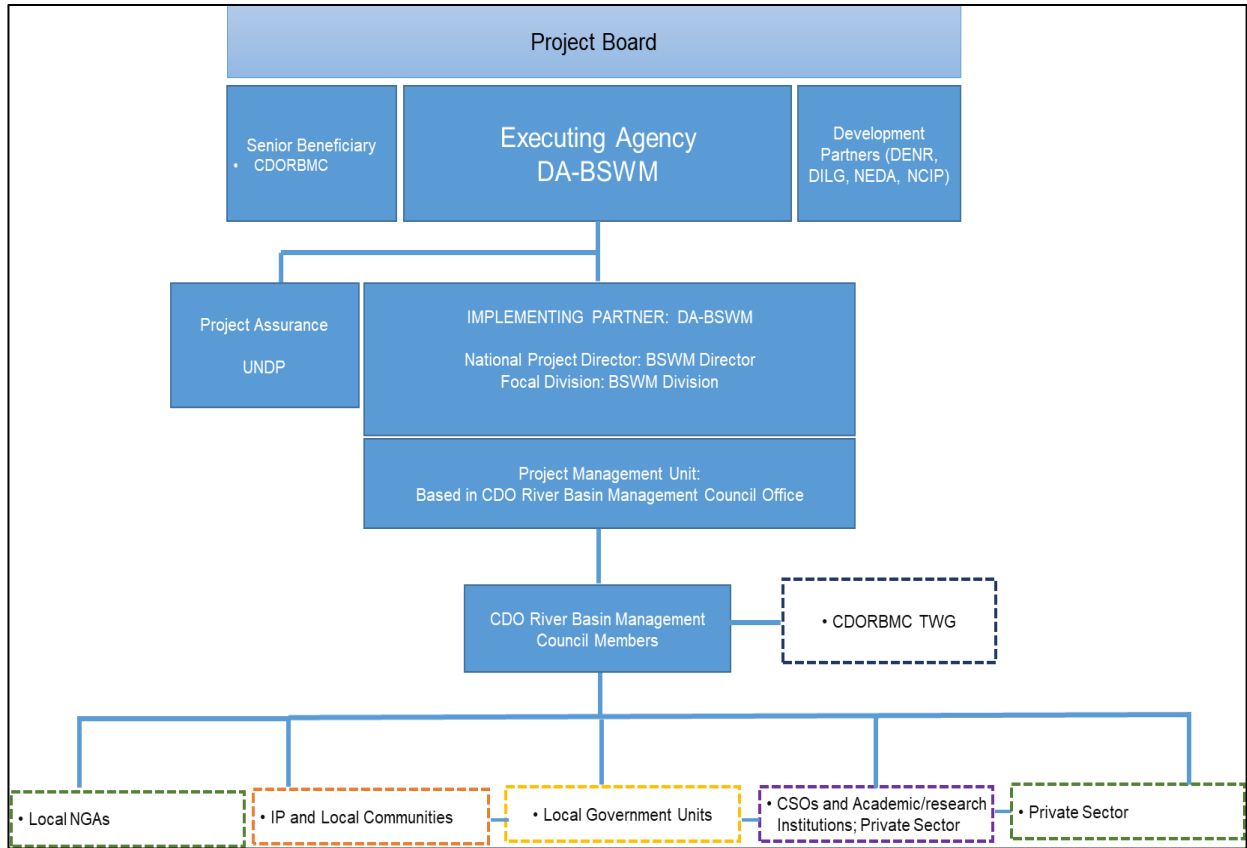 Project Board
Senior Beneficiary
• CDORBMC
Executing Agency
DA-BSWM
Development
Partners (DENR,
DILG, NEDA, NCIP)
Project Assurance
UNDP
IMPLEMENTING PARTNER: DA-BSWM
National Project Director: BSWM Director
Focal Division: BSWM Division
Project Management Unit:
Based in CDO River Basin Management Council Office
CDO River Basin Management
Council Members
• CDORBMC TWG
• Local NGAs
• IP and Local Communities
• Local Government Units
• CSOs and Academic/research
Institutions; Private Sector
• Private Sector